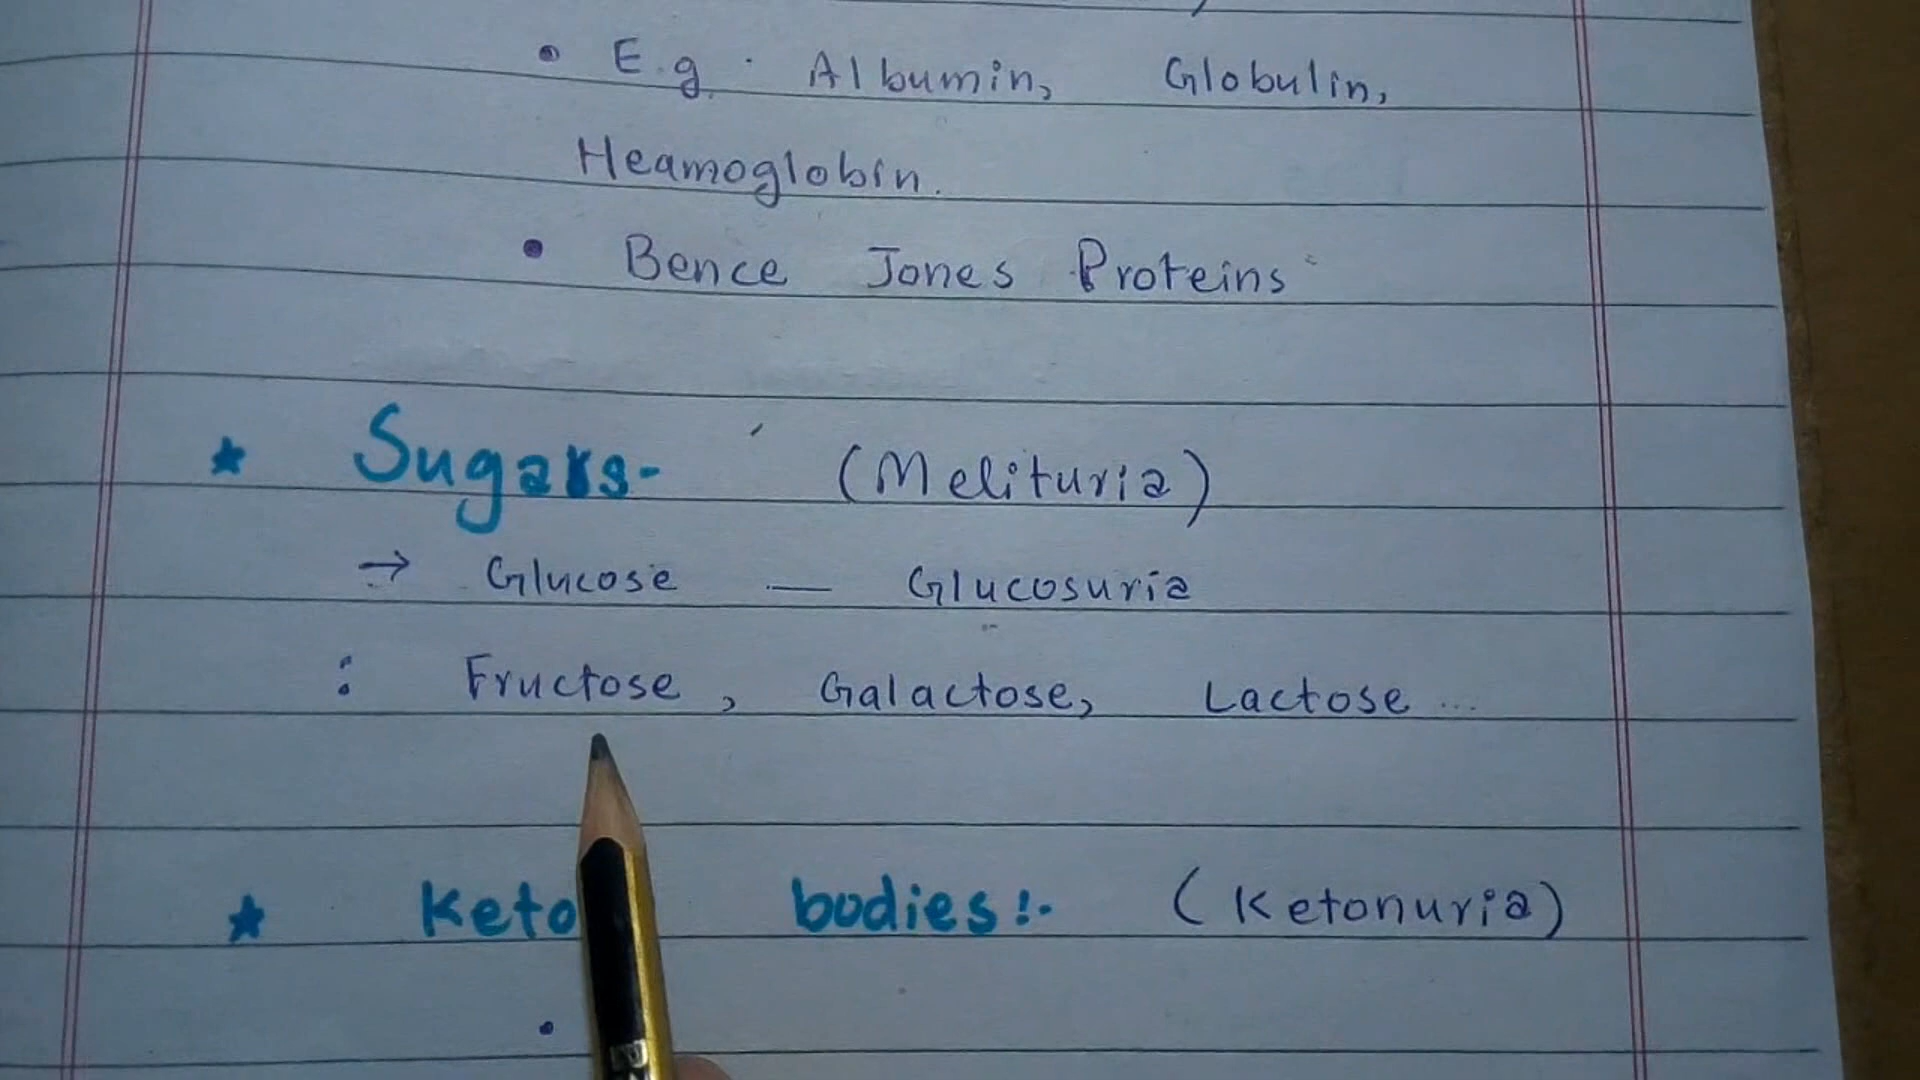 • E.g. Albumin, Globulin,
Heamoglobin.
• Bence Jones Proteins
★ Sugars- (Melituria)
→ Glucose — Glucosuria
: Fructose, Galactose, Lactose ...
★ Keto bodies:- (Ketonuria)
•